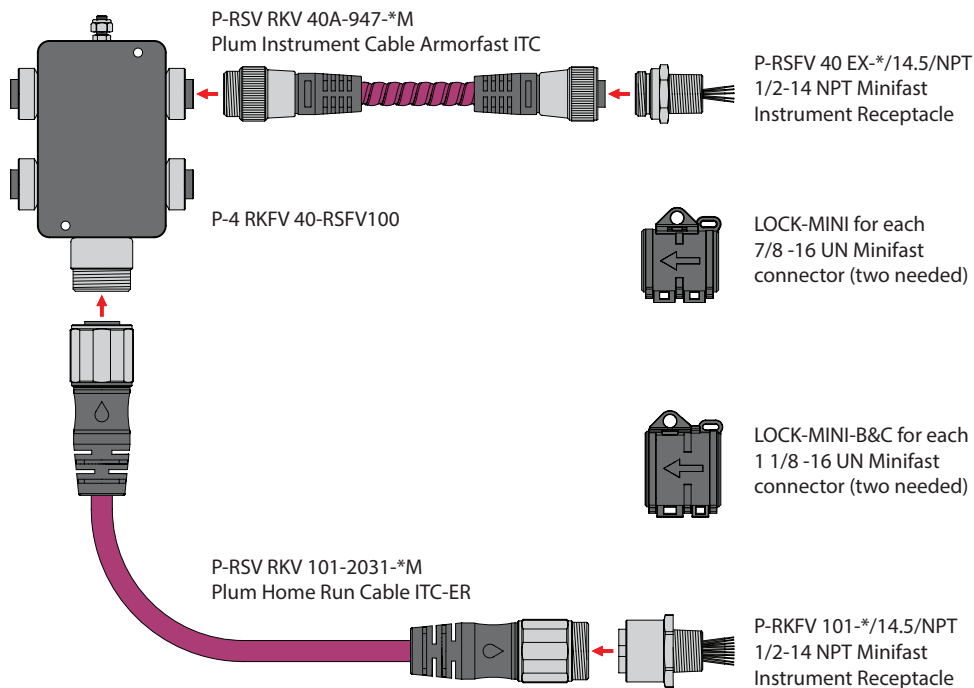 P-RSV RKV 40A-947-*M
Plum Instrument Cable Armorfast ITC
P-RSFV 40 EX-*/14.5/NPT
1/2-14 NPT Minifast
Instrument Receptacle
P-4 RKFV 40-RSFV100
LOCK-MINI for each
7/8 -16 UN Minifast
connector (two needed)
LOCK-MINI-B&C for each
1 1/8 -16 UN Minifast
connector (two needed)
P-RSV RKV 101-2031-*M
Plum Home Run Cable ITC-ER
P-RKFV 101-*/14.5/NPT
1/2-14 NPT Minifast
Instrument Receptacle